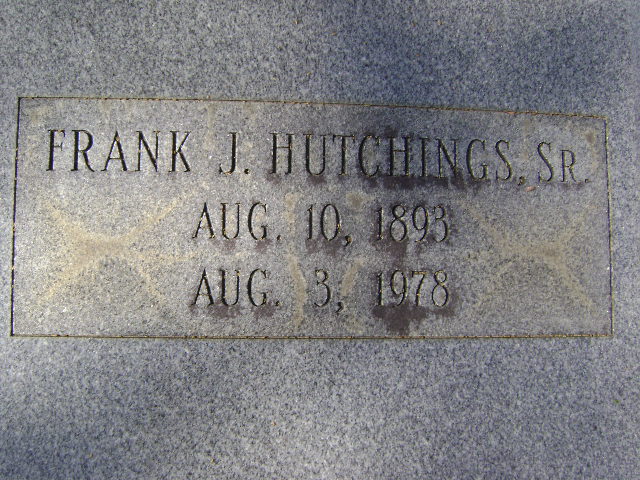 FRANK J. HUTCHINGS, SR.
AUG. 10, 1893
AUG. 3, 1978